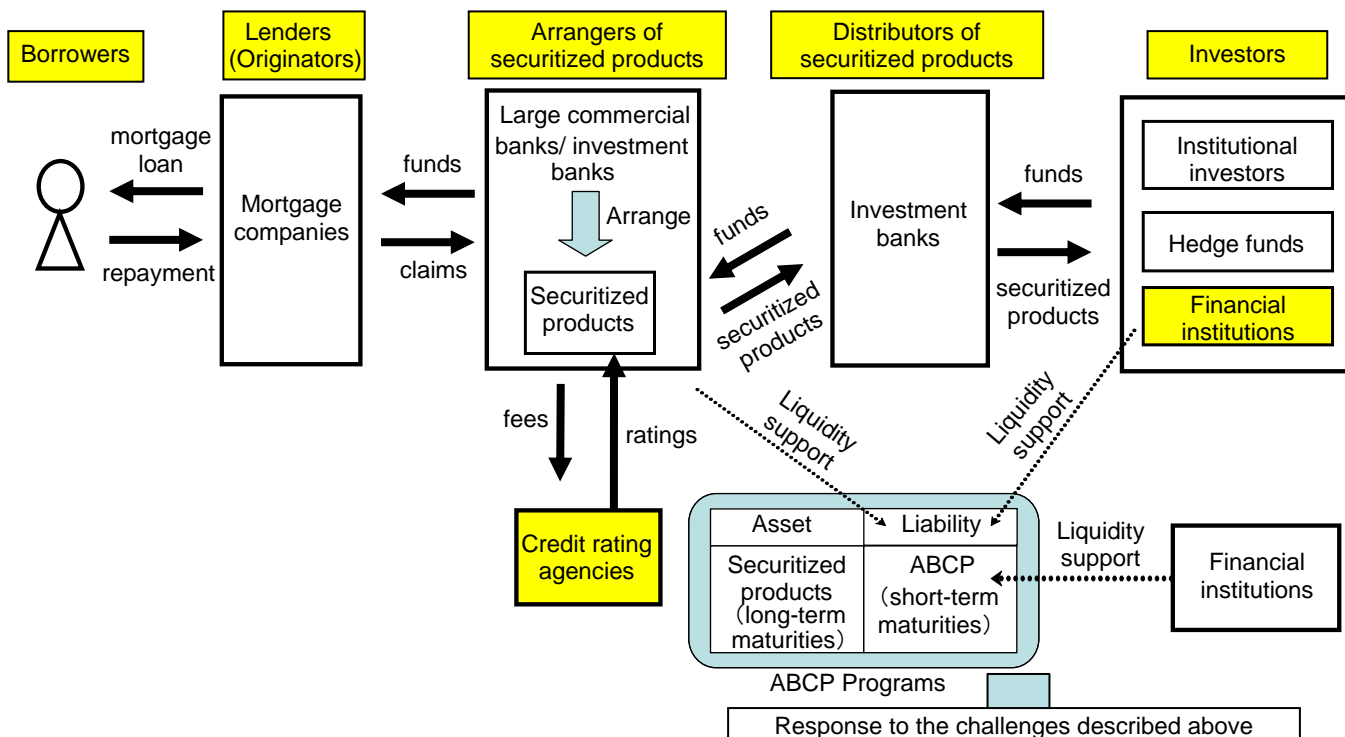 Borrowers
Lenders
(Originators)
Arrangers of
securitized products
Distributors of
securitized products
Investors
mortgage
loan
repayment
Mortgage
companies
funds
claims
Large commercial
banks/ investment
banks
Arrange
Securitized
products
funds
securitized
products
Investment
banks
funds
securitized
products
Institutional
investors
Hedge funds
Financial
institutions
fees
ratings
Credit rating
agencies
Liquidity
support
Liquidity
support
Asset
Liability
Securitized
products
（long-term
maturities）
ABCP
（short-term
maturities）
Liquidity
support
Financial
institutions
ABCP Programs
Response to the challenges described above